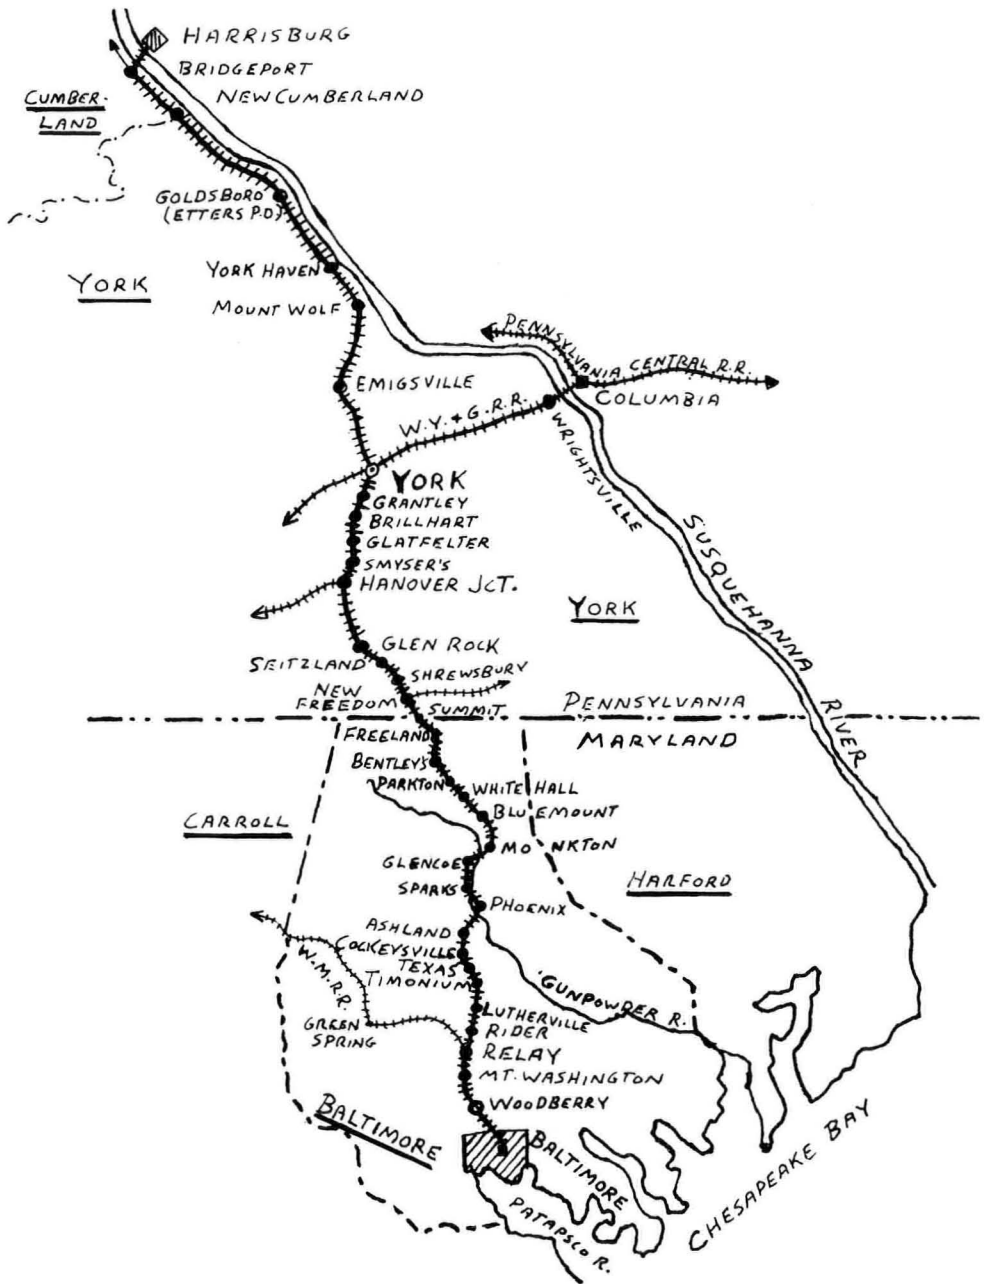 HARRISBURG
BRIDGEPORT
NEW CUMBERLAND
CUMBER-
LAND
GOLDSBORO
(ETTERS P.O.)
YORK HAVEN
YORK
MOUNT WOLF
PENNSYLVANIA CENTRAL R.R.
EMIGSVILLE
COLUMBIA
W.Y. & G.R.R.
WRIGHTSVILLE
YORK
GRANTLEY
BRILLHART
GLATFELTER
SMYSER'S
HANOVER JCT.
SUSQUEHANNA RIVER
YORK
GLEN ROCK
SEITZLAND
SHREWSBURY
NEW
FREEDOM
SUMMIT
PENNSYLVANIA
MARYLAND
FREELAND
BENTLEY'S
PARKTON
WHITE HALL
BLUEMOUNT
CARROLL
MONKTON
GLENCOE
HARFORD
SPARKS
PHOENIX
ASHLAND
COCKEYSVILLE
TEXAS
TIMONIUM
W.M.R.R.
GUNPOWDER R.
LUTHERVILLE
GREEN
SPRING
RIDER
RELAY
MT. WASHINGTON
WOODBERRY
BALTIMORE
BALTIMORE
PATAPSCO R.
CHESAPEAKE BAY